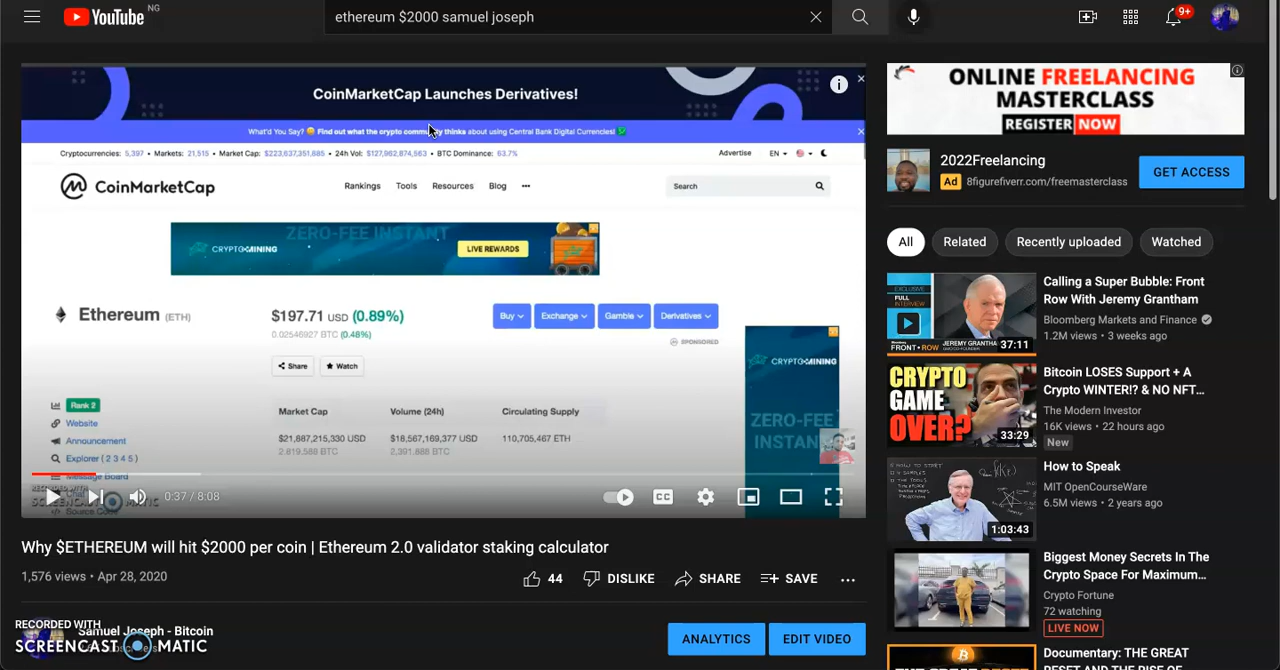 YouTube NG
ethereum $2000 samuel joseph
9+
CoinMarketCap Launches Derivatives!
What'd You Say? Find out what the crypto community thinks about using Central Bank Digital Currencies!
Cryptocurrencies: 5,397 • Markets: 21,515 • Market Cap: $223,637,351,885 • 24h Vol: $127,962,874,563 • BTC Dominance: 63.7%
Advertise EN
CoinMarketCap
Rankings Tools Resources Blog
Search
CRYPTO MINING
ZERO-FEE INSTANT
LIVE REWARDS
Ethereum (ETH)
$197.71 USD (0.89%)
0.02546927 BTC (0.48%)
Buy Exchange Gamble Derivatives
SPONSORED
Share Watch
CRYPTO MINING
ZERO-FEE
INSTANT
Rank 2
Website
Announcement
Explorer (2 3 4 5)
Message Board
Source Code
Market Cap Volume (24h) Circulating Supply
$21,887,215,330 USD $18,567,169,377 USD 110,705,467 ETH
2,819,588 BTC 2,391,888 BTC
0:37 / 8:08
CC
Why $ETHEREUM will hit $2000 per coin | Ethereum 2.0 validator staking calculator
1,576 views • Apr 28, 2020
44 DISLIKE SHARE SAVE
Samuel Joseph - Bitcoin
RECORDED WITH
SCREENCAST MATIC
ANALYTICS EDIT VIDEO
ONLINE FREELANCING
MASTERCLASS
REGISTER NOW
2022Freelancing
Ad 8figurefiverr.com/freemasterclass
GET ACCESS
All Related Recently uploaded Watched
EXCLUSIVE
FULL
INTERVIEW
FRONT ROW JEREMY GRANTHAM
37:11
Calling a Super Bubble: Front
Row With Jeremy Grantham
Bloomberg Markets and Finance
1.2M views • 3 weeks ago
CRYPTO
GAME
OVER?
33:29
Bitcoin LOSES Support + A
Crypto WINTER!? & NO NFT...
The Modern Investor
16K views • 22 hours ago
New
1:03:43
How to Speak
MIT OpenCourseWare
6.5M views • 2 years ago
Biggest Money Secrets In The
Crypto Space For Maximum...
Crypto Fortune
72 watching
LIVE NOW
Documentary: THE GREAT
RESET AND THE RISE OF